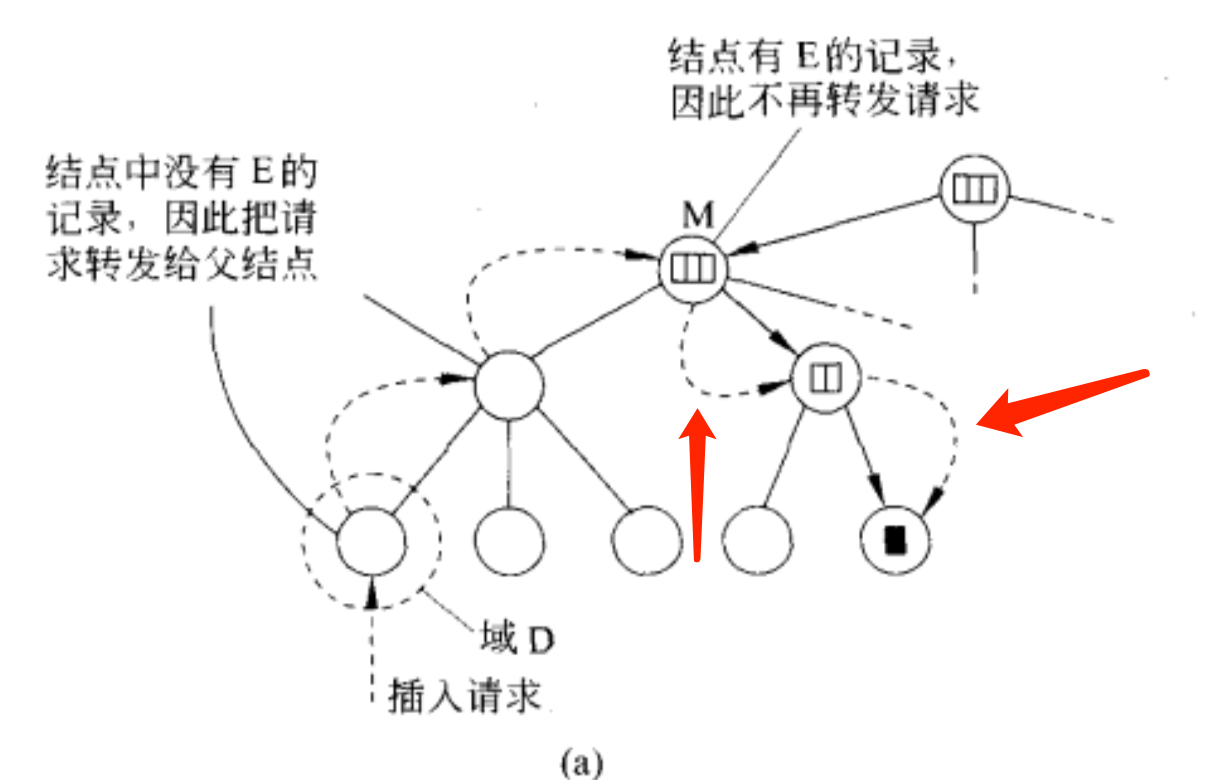 结点有 E的记录，
因此不再转发请求
结点中没有 E 的
记录，因此把请
求转发给父结点
M
域 D
插入请求
(a)